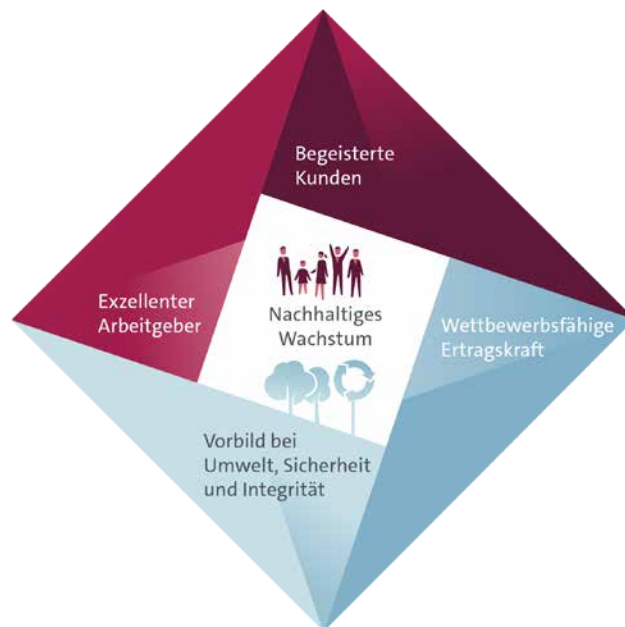 Begeisterte
Kunden
Exzellenter
Arbeitgeber
Nachhaltiges
Wachstum
Wettbewerbsfähige
Ertragskraft
Vorbild bei
Umwelt, Sicherheit
und Integrität